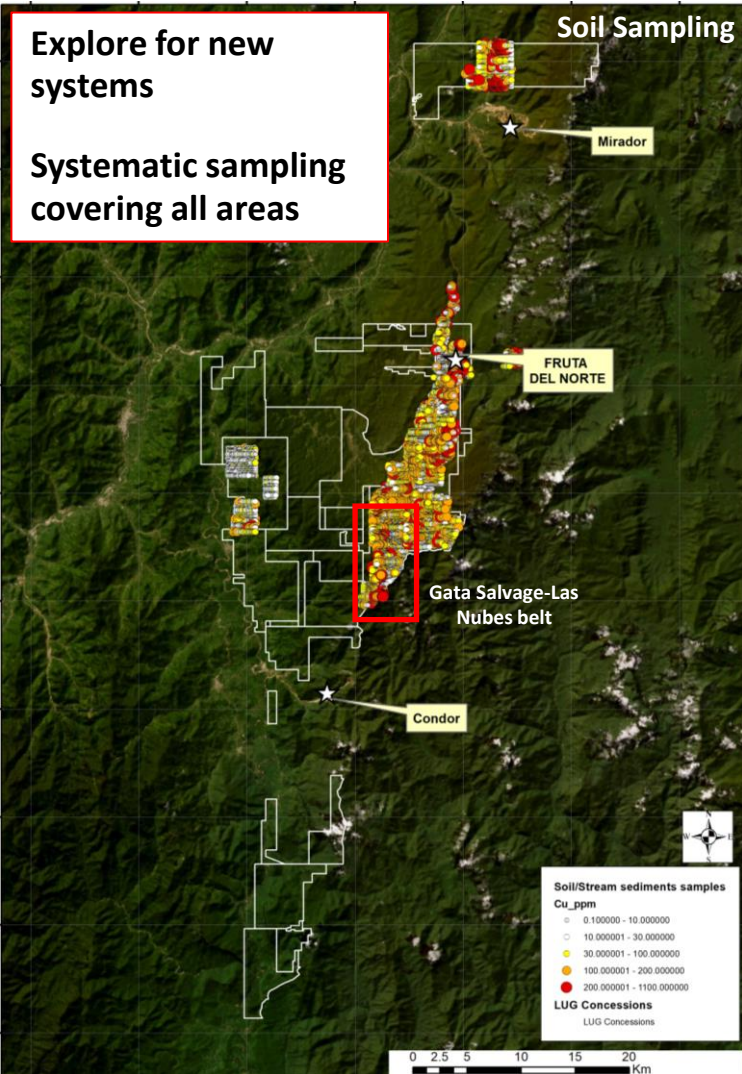 Explore for new
systems
Systematic sampling
covering all areas
Soil Sampling
Mirador
FRUTA
DEL NORTE
Gata Salvage-Las
Nubes belt
Condor
N
W E
S
Soil/Stream sediments samples
Cu_ppm
0.100000 - 10.000000
10.000001 - 30.000000
30.000001 - 100.000000
100.000001 - 200.000000
200.000001 - 1100.000000
LUG Concessions
LUG Concessions
0 2.5 5 10 15 20
Km